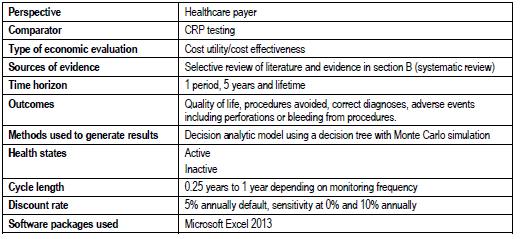 Perspective Healthcare payer
Comparator CRP testing
Type of economic evaluation Cost utility/cost effectiveness
Sources of evidence Selective review of literature and evidence in section B (systematic review)
Time horizon 1 period, 5 years and lifetime
Outcomes Quality of life, procedures avoided, correct diagnoses, adverse events
including perforations or bleeding from procedures.
Methods used to generate results Decision analytic model using a decision tree with Monte Carlo simulation
Health states Active
Inactive
Cycle length 0.25 years to 1 year depending on monitoring frequency
Discount rate 5% annually default, sensitivity at 0% and 10% annually
Software packages used Microsoft Excel 2013